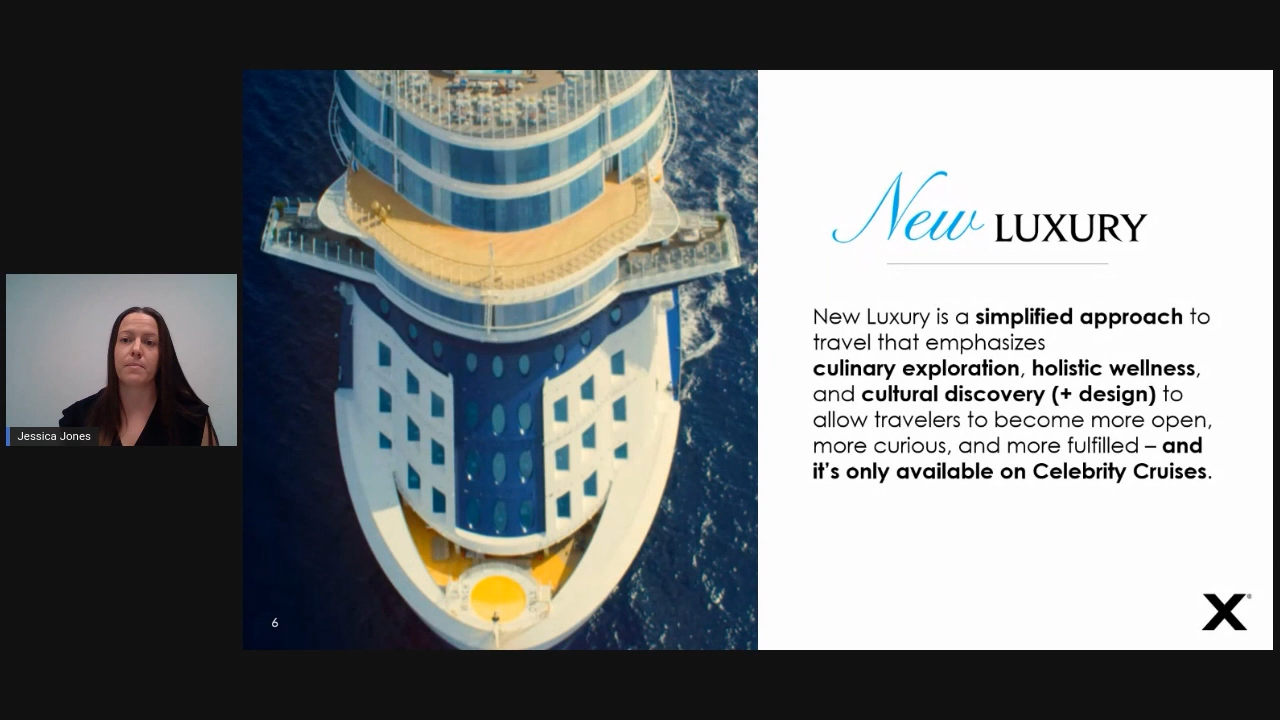 Jessica Jones
6
New LUXURY
New Luxury is a simplified approach to
travel that emphasizes
culinary exploration, holistic wellness,
and cultural discovery (+ design) to
allow travelers to become more open,
more curious, and more fulfilled – and
it's only available on Celebrity Cruises.
X®